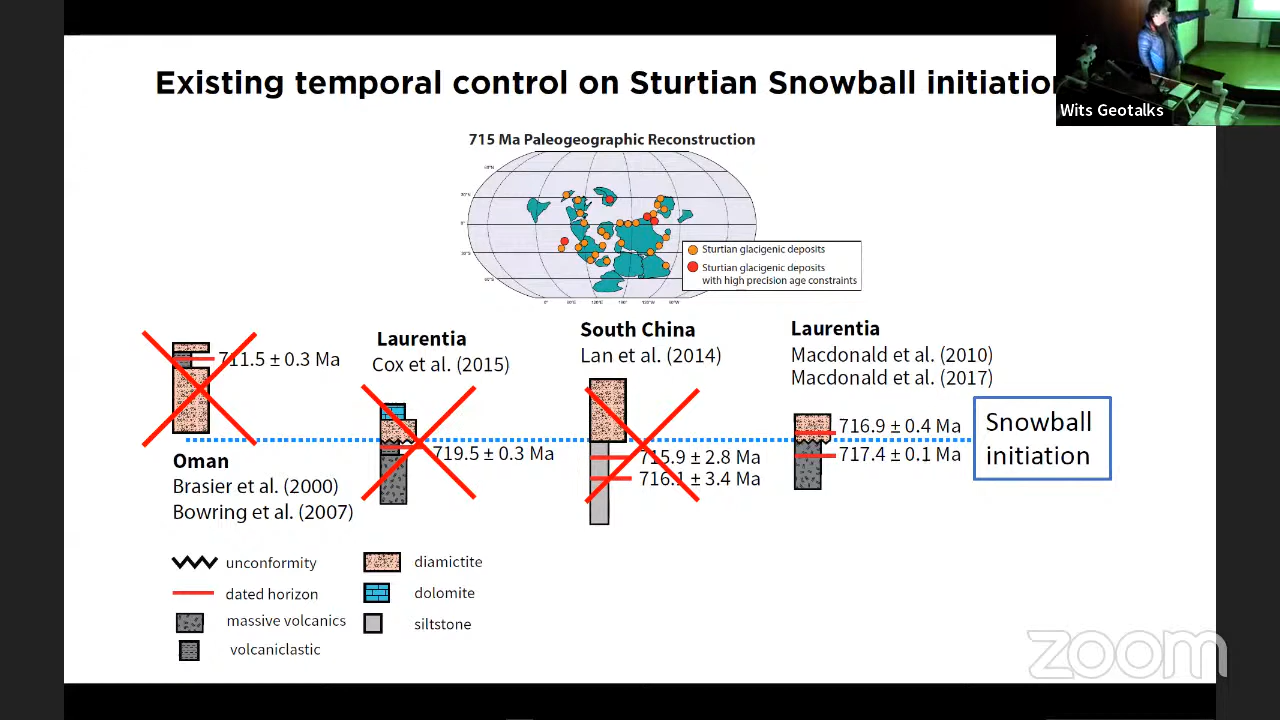 Existing temporal control on Sturtian Snowball initiation
Wits Geotalks
715 Ma Paleogeographic Reconstruction
Sturtian glacigenic deposits
Sturtian glacigenic deposits
with high precision age constraints
711.5 ± 0.3 Ma
Oman
Brasier et al. (2000)
Bowring et al. (2007)
Laurentia
Cox et al. (2015)
719.5 ± 0.3 Ma
South China
Lan et al. (2014)
715.9 ± 2.8 Ma
716.1 ± 3.4 Ma
Laurentia
Macdonald et al. (2010)
Macdonald et al. (2017)
716.9 ± 0.4 Ma
717.4 ± 0.1 Ma
Snowball
initiation
unconformity
dated horizon
massive volcanics
volcaniclastic
diamictite
dolomite
siltstone
zoom